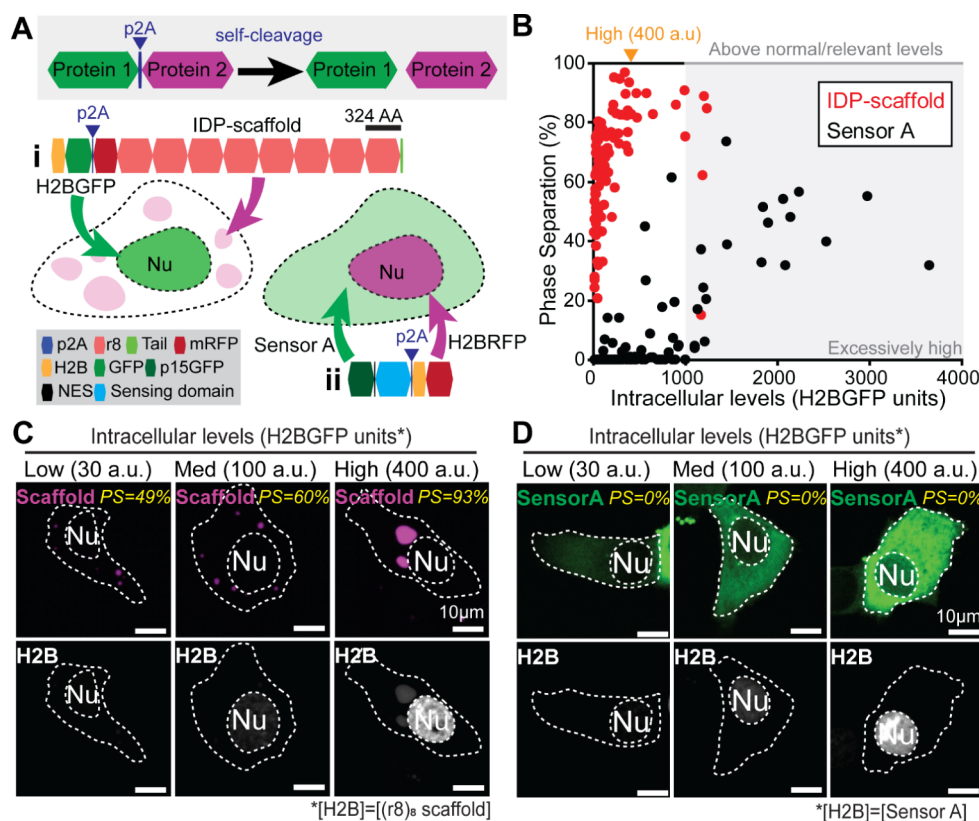 A
p2A
self-cleavage
Protein 1
Protein 2
Protein 1
Protein 2
p2A
IDP-scaffold
324 AA
i
H2BGFP
Nu
Nu
Sensor A
p2A
H2BRFP
ii
p2A r8 Tail mRFP
H2B GFP p15GFP
NES Sensing domain
B
High (400 a.u)
Above normal/relevant levels
IDP-scaffold
Sensor A
Excessively high
Phase Separation (%)
100
80
60
40
20
0
0 1000 2000 3000 4000
Intracellular levels (H2BGFP units)
C
Intracellular levels (H2BGFP units*)
Low (30 a.u.) Med (100 a.u.) High (400 a.u.)
Scaffold PS=49%
Scaffold PS=60%
Scaffold PS=93%
Nu
Nu
Nu
10µm
H2B
H2B
H2B
Nu
Nu
Nu
*[H2B]=[(r8)₈ scaffold]
D
Intracellular levels (H2BGFP units*)
Low (30 a.u.) Med (100 a.u.) High (400 a.u.)
SensorA PS=0%
SensorA PS=0%
SensorA PS=0%
Nu
Nu
Nu
10µm
H2B
H2B
H2B
Nu
Nu
Nu
*[H2B]=[Sensor A]